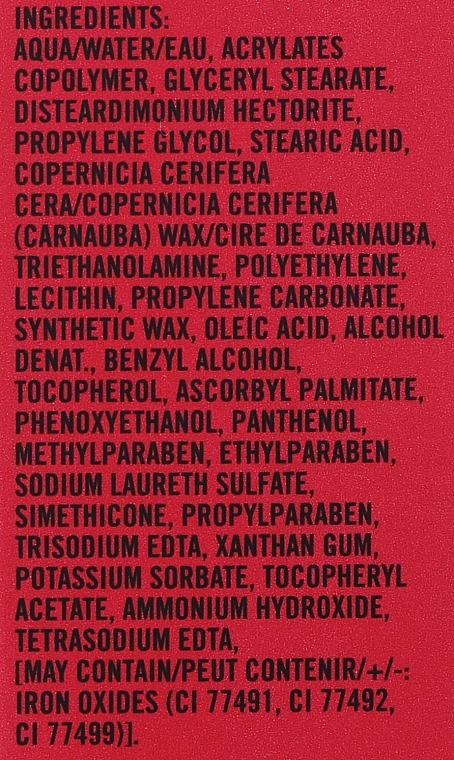 INGREDIENTS:
AQUA/WATER/EAU, ACRYLATES
COPOLYMER, GLYCERYL STEARATE,
DISTEARDIMONIUM HECTORITE,
PROPYLENE GLYCOL, STEARIC ACID,
COPERNICIA CERIFERA
CERA/COPERNICIA CERIFERA
(CARNAUBA) WAX/CIRE DE CARNAUBA,
TRIETHANOLAMINE, POLYETHYLENE,
LECITHIN, PROPYLENE CARBONATE,
SYNTHETIC WAX, OLEIC ACID, ALCOHOL
DENAT., BENZYL ALCOHOL,
TOCOPHEROL, ASCORBYL PALMITATE,
PHENOXYETHANOL, PANTHENOL,
METHYLPARABEN, ETHYLPARABEN,
SODIUM LAURETH SULFATE,
SIMETHICONE, PROPYLPARABEN,
TRISODIUM EDTA, XANTHAN GUM,
POTASSIUM SORBATE, TOCOPHERYL
ACETATE, AMMONIUM HYDROXIDE,
TETRASODIUM EDTA,
[MAY CONTAIN/PEUT CONTENIR/+/-:
IRON OXIDES (CI 77491, CI 77492,
CI 77499)].